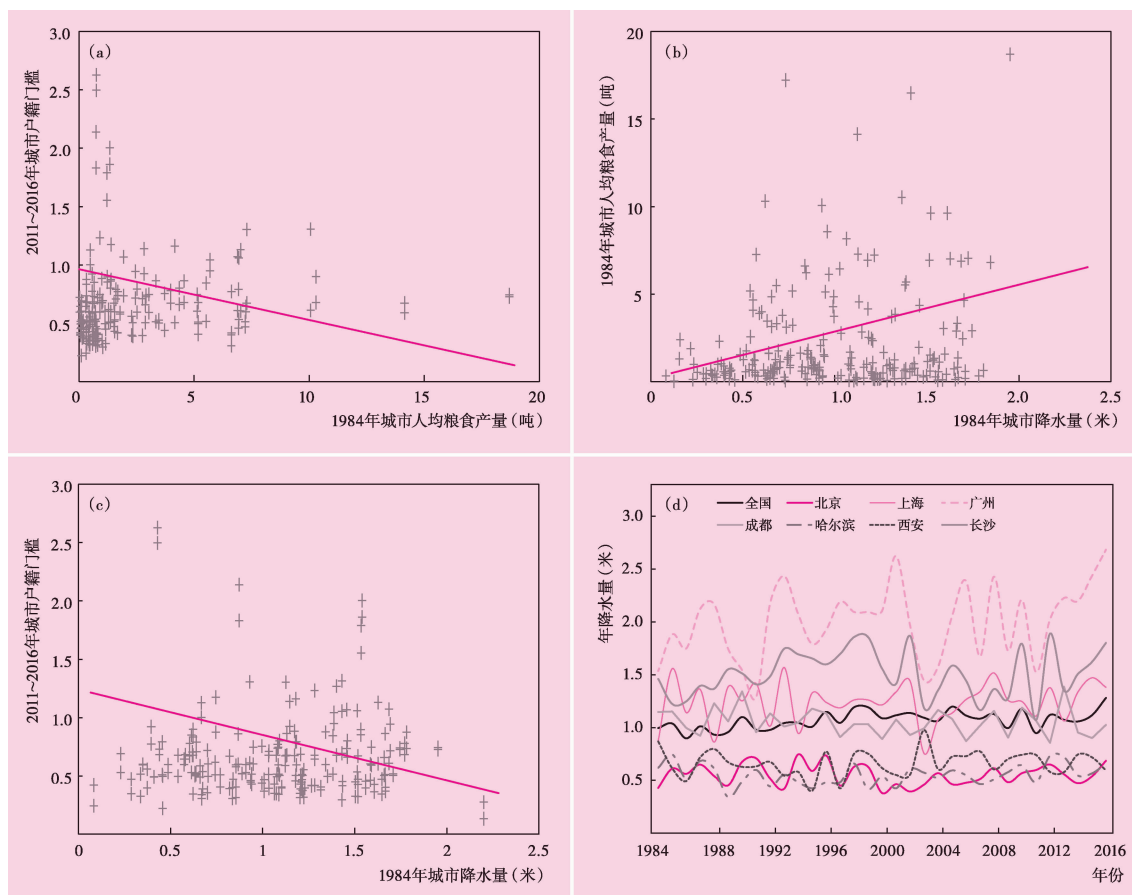 (a)
3.0
2.5
2.0
1.5
1.0
0.5
2011~2016年城市户籍门槛
0 5 10 15 20
1984年城市人均粮食产量(吨)
(b)
20
15
10
5
1984年城市人均粮食产量(吨)
0 0.5 1.0 1.5 2.0 2.5
1984年城市降水量(米)
(c)
3.0
2.5
2.0
1.5
1.0
0.5
2011~2016年城市户籍门槛
0 0.5 1 1.5 2 2.5
1984年城市降水量(米)
(d)
全国 北京 上海 广州
成都 哈尔滨 西安 长沙
3.0
2.5
2.0
1.5
1.0
0.5
年降水量(米)
1984 1988 1992 1996 2000 2004 2008 2012 2016
年份